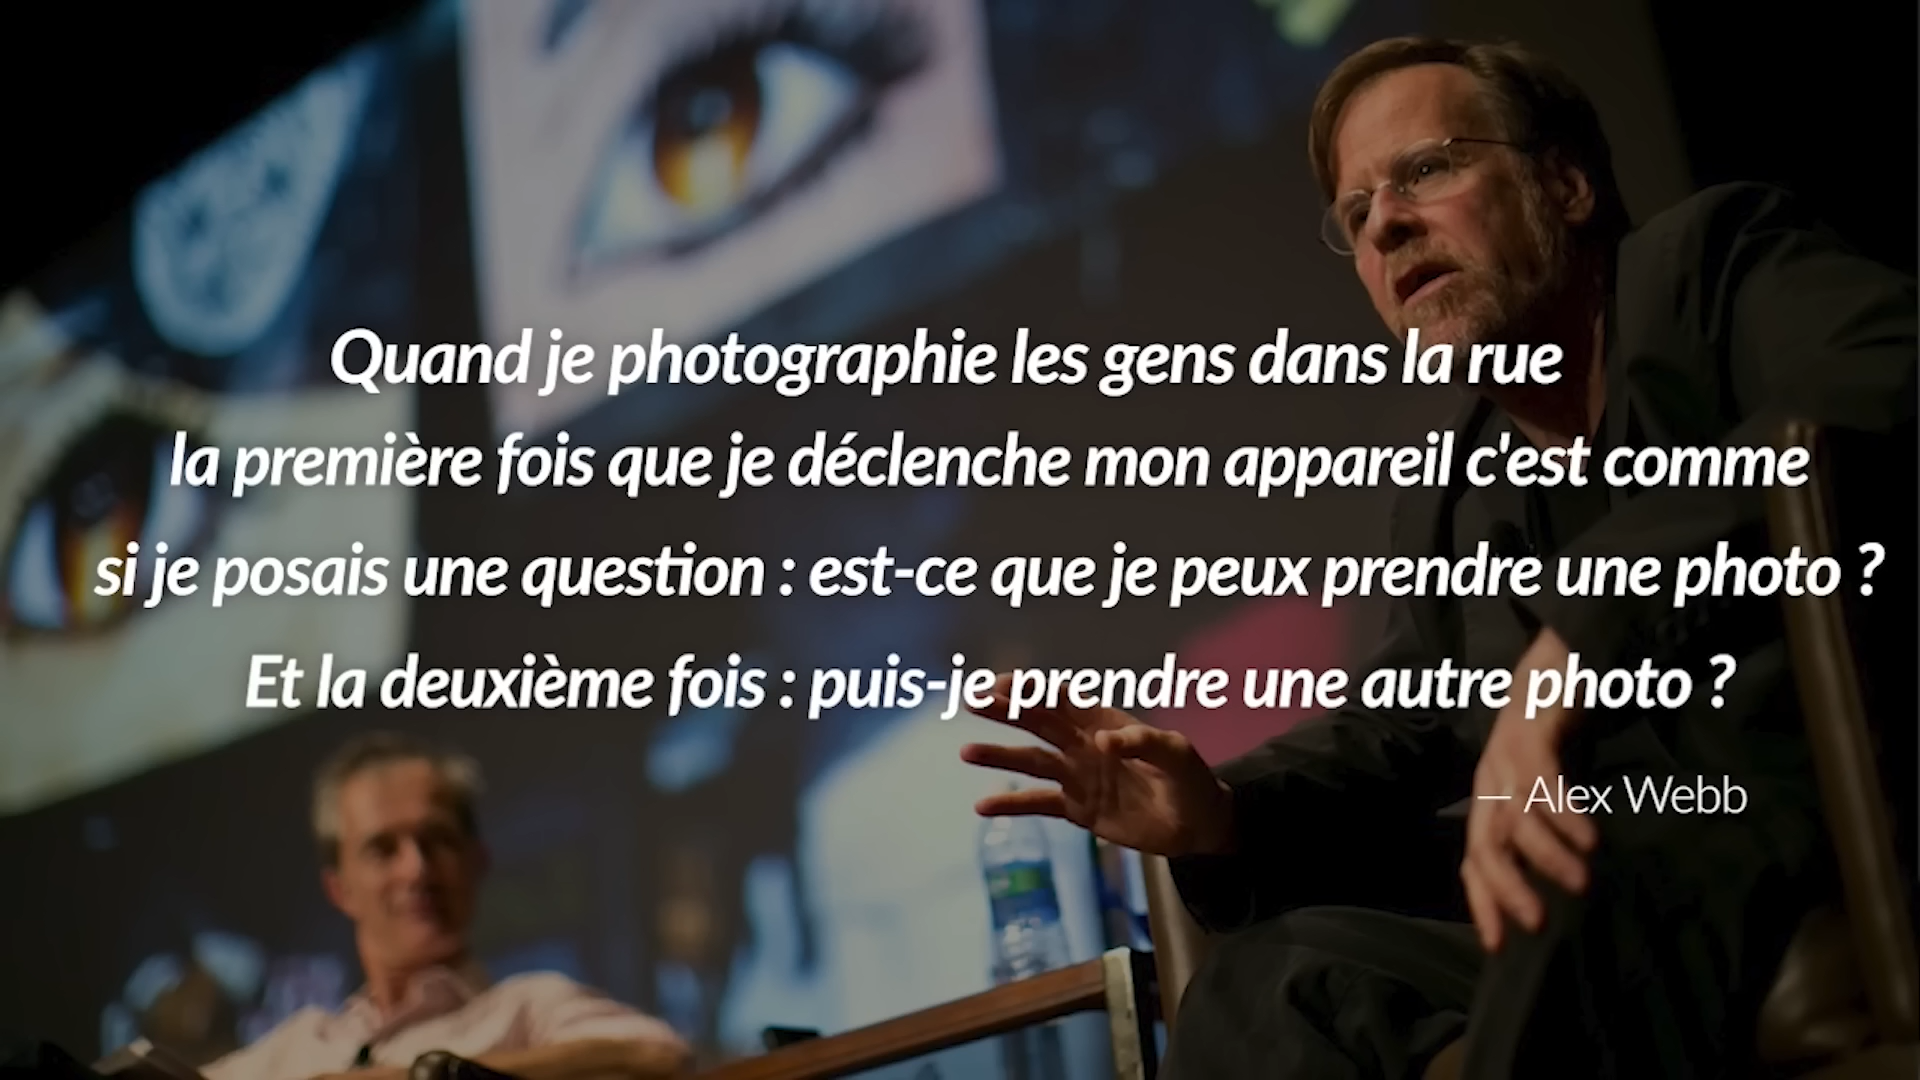 Quand je photographie les gens dans la rue
la première fois que je déclenche mon appareil c'est comme
si je posais une question : est-ce que je peux prendre une photo ?
Et la deuxième fois : puis-je prendre une autre photo ?
— Alex Webb